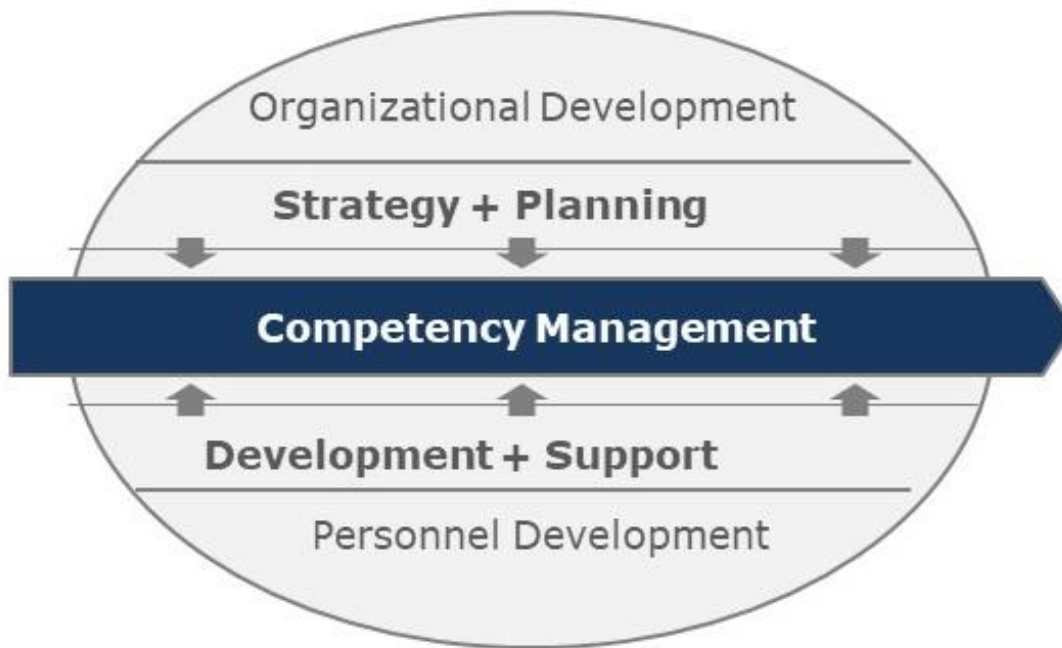 Organizational Development
Strategy + Planning
Competency Management
Development + Support
Personnel Development